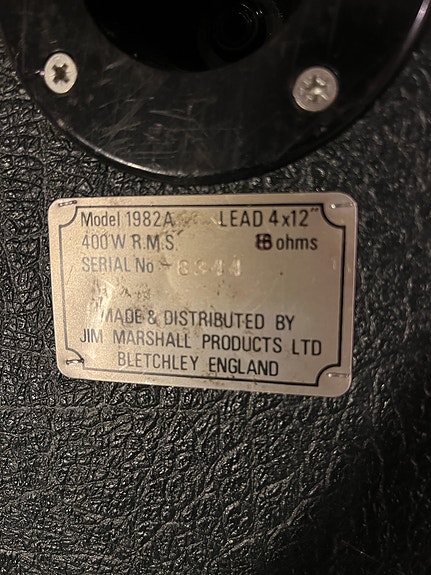 Model 1982A LEAD 4x12"
400W R.M.S. ohms
SERIAL No -
MADE & DISTRIBUTED BY
JIM MARSHALL PRODUCTS LTD
BLETCHLEY ENGLAND